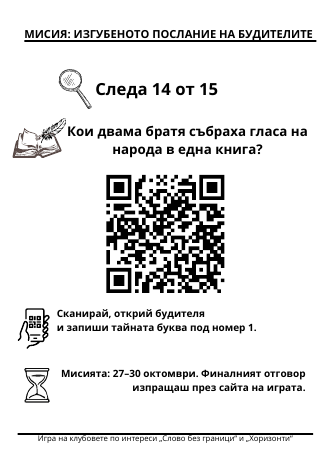 МИСИЯ: ИЗГУБЕНОТО ПОСЛАНИЕ НА БУДИТЕЛИТЕ
Следа 14 от 15
Кои двама братя събраха гласа на
народа в една книга?
Сканирай, открий будителя
и запиши тайната буква под номер 1.
Мисията: 27–30 октомври. Финалният отговор
изпращаш през сайта на играта.
Игра на клубовете по интереси „Слово без граници“ и „Хоризонти“